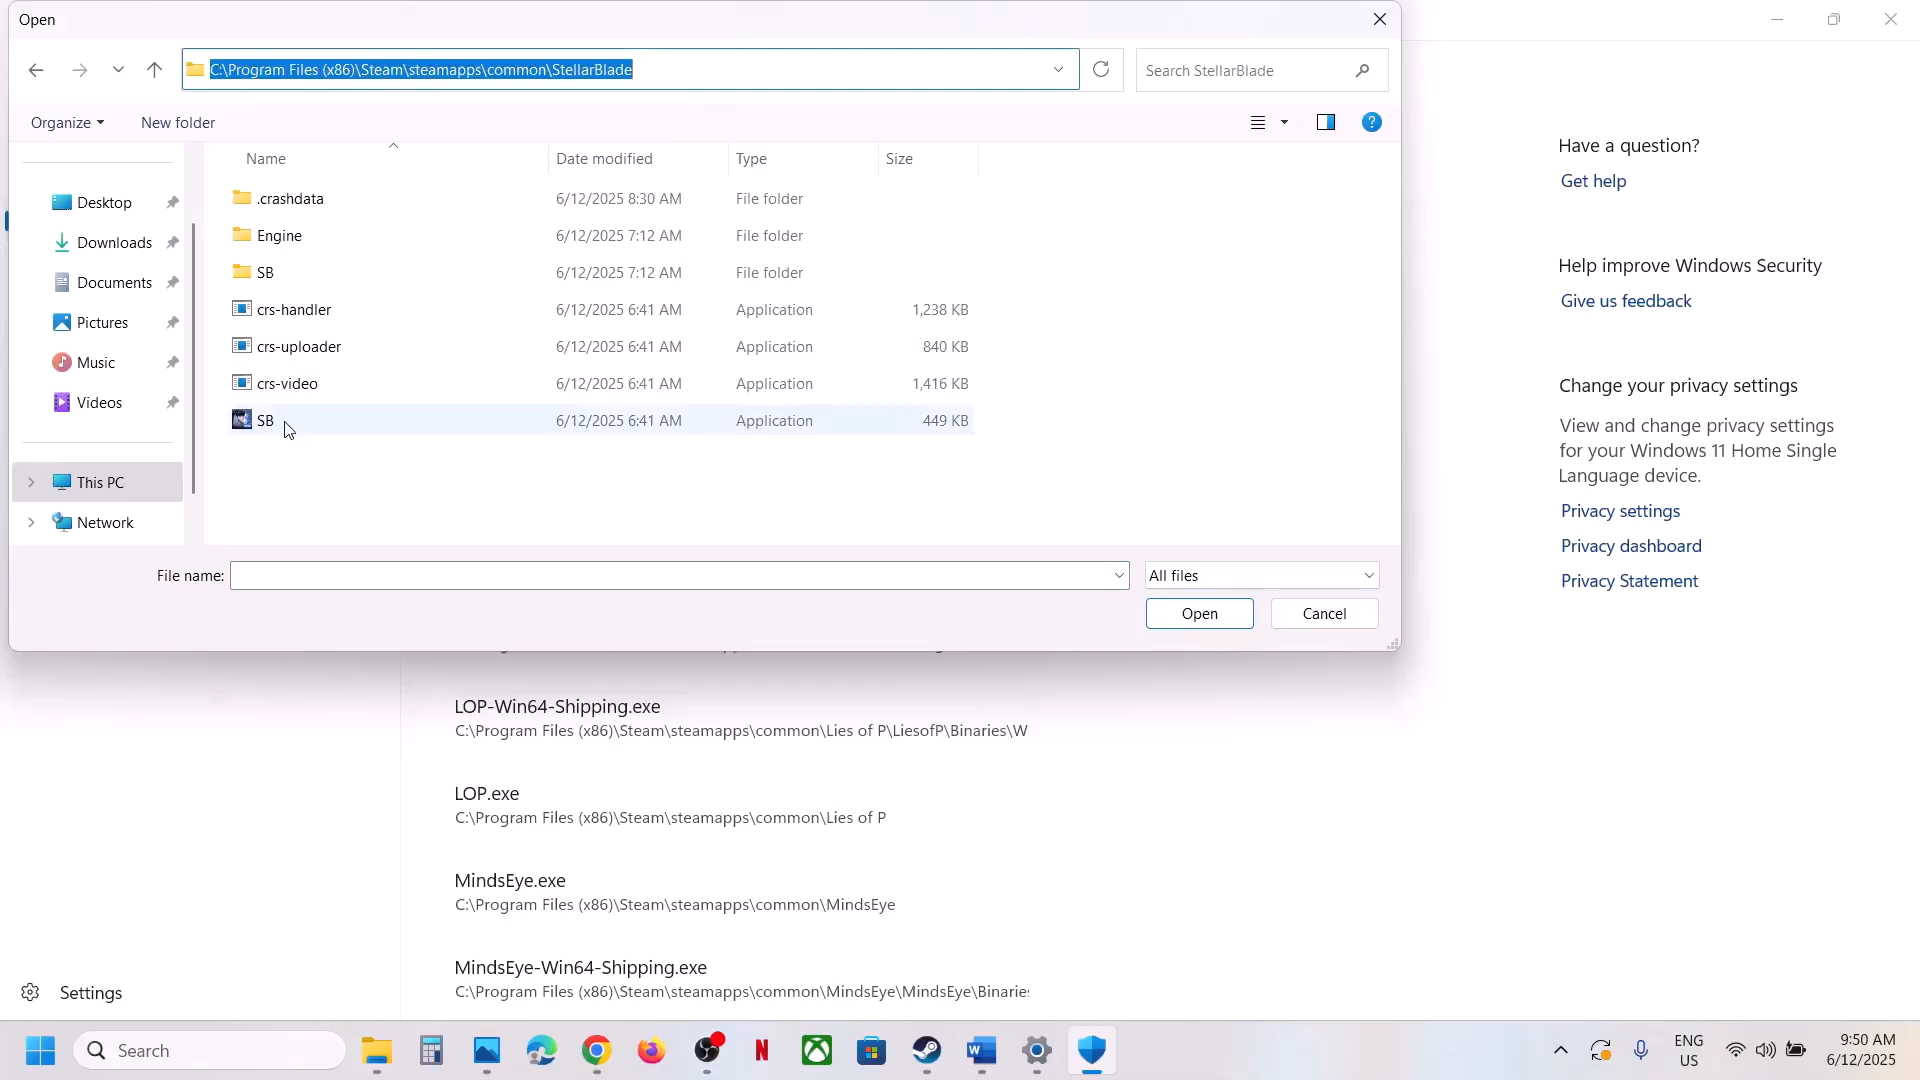 Open
C:\Program Files (x86)\Steam\steamapps\common\StellarBlade
Search StellarBlade
Organize
New folder
Name
Date modified
Type
Size
.crashdata
6/12/2025 8:30 AM
File folder
Engine
6/12/2025 7:12 AM
File folder
SB
6/12/2025 7:12 AM
File folder
crs-handler
6/12/2025 6:41 AM
Application
1,238 KB
crs-uploader
6/12/2025 6:41 AM
Application
840 KB
crs-video
6/12/2025 6:41 AM
Application
1,416 KB
SB
6/12/2025 6:41 AM
Application
449 KB
Desktop
Downloads
Documents
Pictures
Music
Videos
This PC
Network
File name:
All files
Open
Cancel
Have a question?
Get help
Help improve Windows Security
Give us feedback
Change your privacy settings
View and change privacy settings
for your Windows 11 Home Single
Language device.
Privacy settings
Privacy dashboard
Privacy Statement
LOP-Win64-Shipping.exe
C:\Program Files (x86)\Steam\steamapps\common\Lies of P\LiesofP\Binaries\W
LOP.exe
C:\Program Files (x86)\Steam\steamapps\common\Lies of P
MindsEye.exe
C:\Program Files (x86)\Steam\steamapps\common\MindsEye
MindsEye-Win64-Shipping.exe
C:\Program Files (x86)\Steam\steamapps\common\MindsEye\MindsEye\Binaries
Settings
Search
ENG
US
9:50 AM
6/12/2025